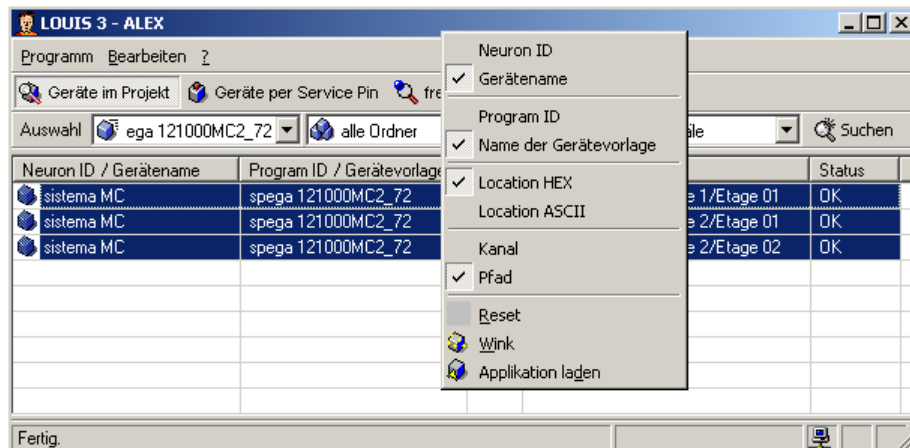 LOUIS 3 - ALEX
Programm Bearbeiten ?
Geräte im Projekt Geräte per Service Pin
Auswahl ega 121000MC2_72 alle Ordner Suchen
Neuron ID / Gerätename Program ID / Gerätevorlage Status
sistema MC spega 121000MC2_72 e 1/Etage 01 OK
sistema MC spega 121000MC2_72 e 2/Etage 01 OK
sistema MC spega 121000MC2_72 e 2/Etage 02 OK
Neuron ID
Gerätename
Program ID
Name der Gerätevorlage
Location HEX
Location ASCII
Kanal
Pfad
Reset
Wink
Applikation laden
Fertig.